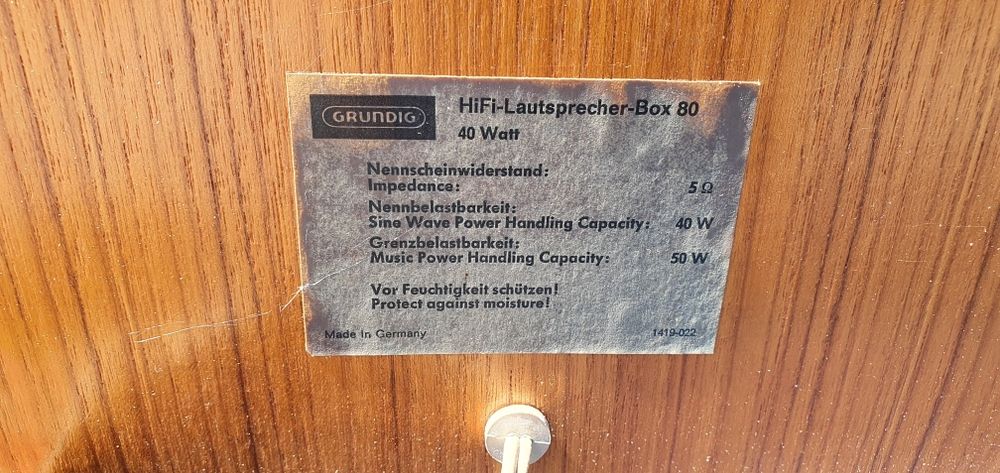 GRUNDIG
HiFi-Lautsprecher-Box 80
40 Watt
Nennscheinwiderstand:
Impedance: 5 Ω
Nennbelastbarkeit:
Sine Wave Power Handling Capacity: 40 W
Grenzbelastbarkeit:
Music Power Handling Capacity: 50 W
Vor Feuchtigkeit schützen!
Protect against moisture!
Made in Germany 1419-022